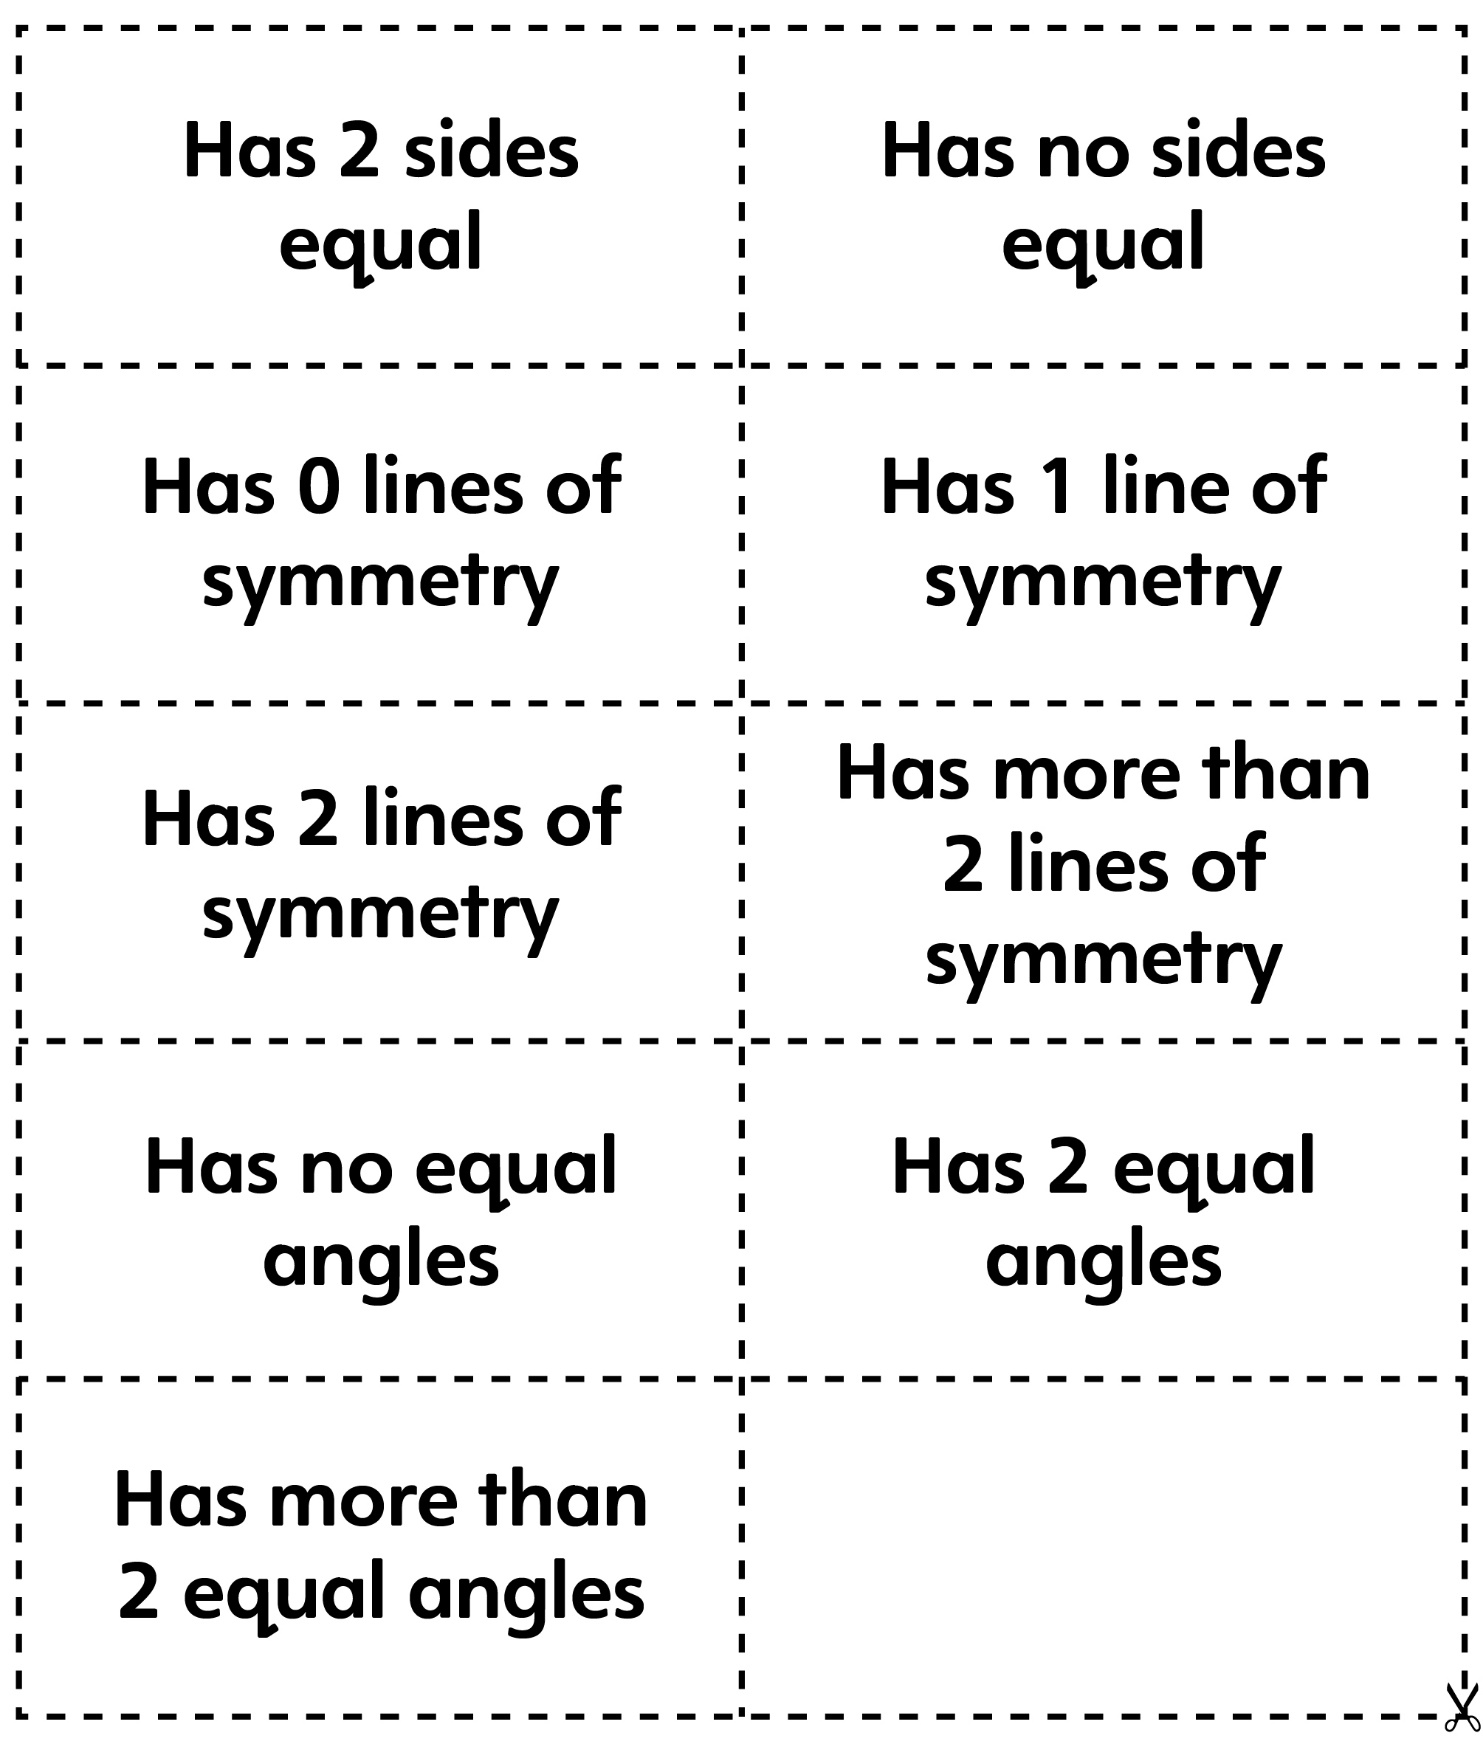 Has 2 sides
equal
Has no sides
equal
Has 0 lines of
symmetry
Has 1 line of
symmetry
Has 2 lines of
symmetry
Has more than
2 lines of
symmetry
Has no equal
angles
Has 2 equal
angles
Has more than
2 equal angles